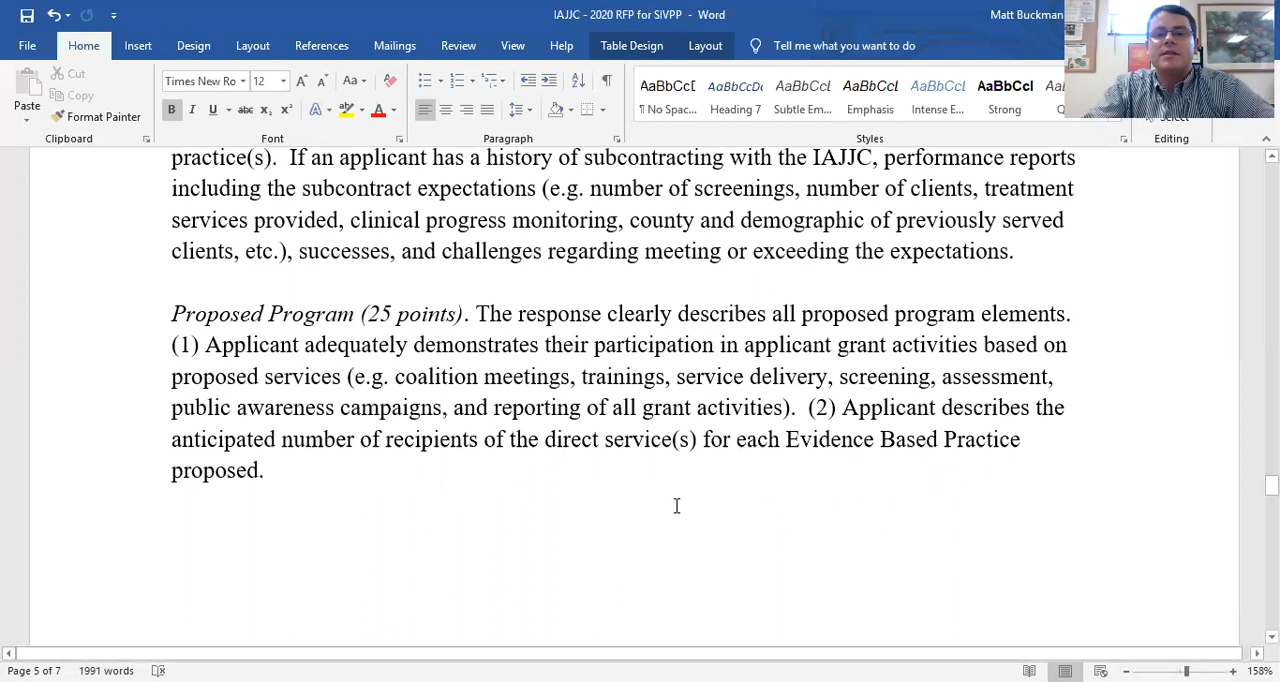 IAJJC - 2020 RFP for SIVPP - Word
Matt Buckman
File Home Insert Design Layout References Mailings Review View Help Table Design Layout Tell me what you want to do
Paste
Cut
Copy
Format Painter
Clipboard
Times New Ro 12
Font
Paragraph
AaBbCcD AaBbCcDc AaBbCcDc AaBbCcDc AaBbCcDc AaBbCcl
¶ No Spac... Heading 7 Subtle Em... Emphasis Intense E... Strong
Styles
Editing
practice(s). If an applicant has a history of subcontracting with the IAJJC, performance reports
including the subcontract expectations (e.g. number of screenings, number of clients, treatment
services provided, clinical progress monitoring, county and demographic of previously served
clients, etc.), successes, and challenges regarding meeting or exceeding the expectations.
Proposed Program (25 points). The response clearly describes all proposed program elements.
(1) Applicant adequately demonstrates their participation in applicant grant activities based on
proposed services (e.g. coalition meetings, trainings, service delivery, screening, assessment,
public awareness campaigns, and reporting of all grant activities). (2) Applicant describes the
anticipated number of recipients of the direct service(s) for each Evidence Based Practice
proposed.
Page 5 of 7 1991 words
158%